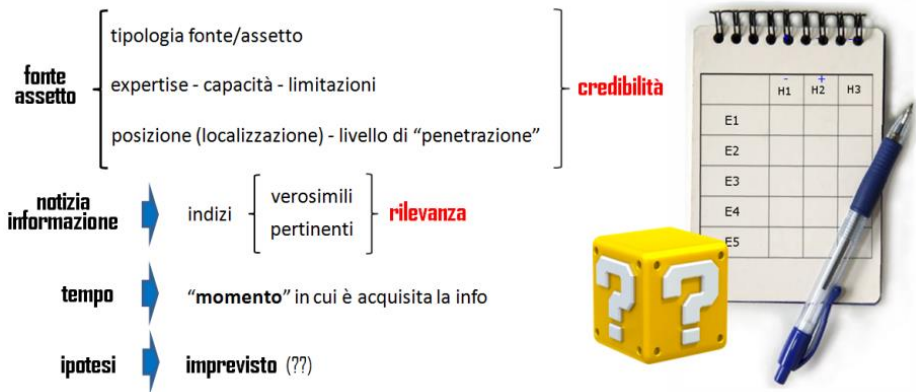 tipologia fonte/assetto
fonte
assetto
expertise - capacità - limitazioni
credibilità
posizione (localizzazione) - livello di “penetrazione”
notizia
informazione
indizi
verosimili
pertinenti
rilevanza
tempo
“momento” in cui è acquisita la info
ipotesi
imprevisto (??)
- +
H1 H2 H3
E1
E2
E3
E4
E5
? ?